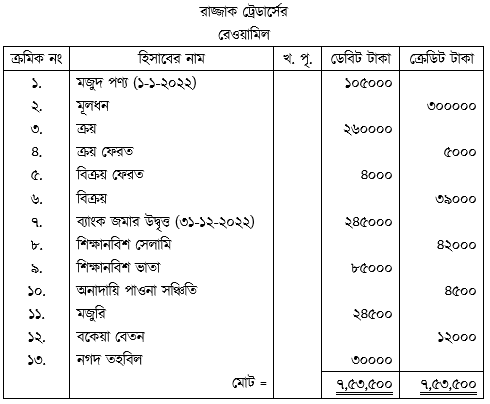 রাজ্জাক ট্রেডার্সের
রেওয়ামিল
ক্রমিক নং হিসাবের নাম খ. পৃ. ডেবিট টাকা ক্রেডিট টাকা
১. মজুদ পণ্য (১-১-২০২২) ১০৫০০০
২. মূলধন ৩০০০০০
৩. ক্রয় ২৬০০০০
৪. ক্রয় ফেরত ৫০০০
৫. বিক্রয় ফেরত ৪০০০
৬. বিক্রয় ৩৯০০০
৭. ব্যাংক জমার উদ্বৃত্ত (৩১-১২-২০২২) ২৪৫০০০
৮. শিক্ষানবিশ সেলামি ৪২০০০
৯. শিক্ষানবিশ ভাতা ৮৫০০০
১০. অনাদায়ি পাওনা সঞ্চিতি ৪৫০০
১১. মজুরি ২৪৫০০
১২. বকেয়া বেতন ১২০০০
১৩. নগদ তহবিল ৩০০০০
মোট = ৭,৫৩,৫০০ ৭,৫৩,৫০০